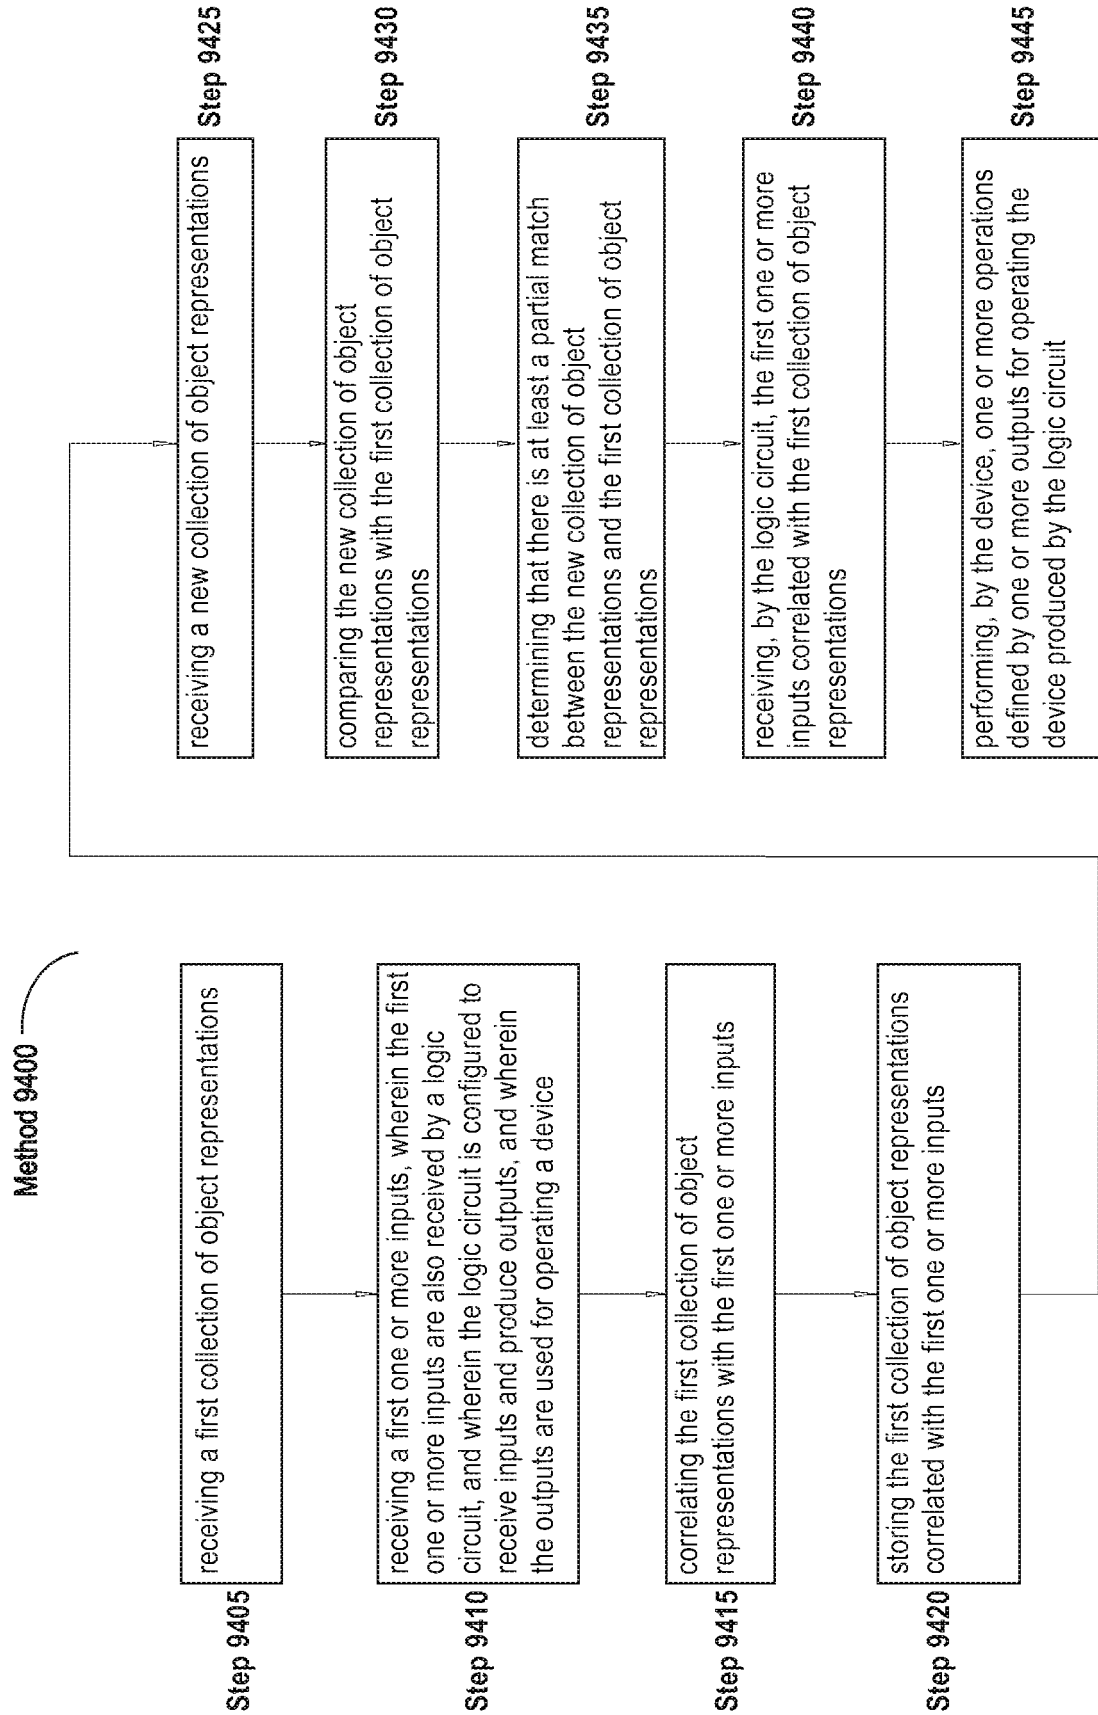 Method 9400
Step 9405
receiving a first collection of object representations
Step 9410
receiving a first one or more inputs, wherein the first
one or more inputs are also received by a logic
circuit, and wherein the logic circuit is configured to
receive inputs and produce outputs, and wherein
the outputs are used for operating a device
Step 9415
correlating the first collection of object
representations with the first one or more inputs
Step 9420
storing the first collection of object representations
correlated with the first one or more inputs
receiving a new collection of object representations
Step 9425
comparing the new collection of object
representations with the first collection of object
representations
Step 9430
determining that there is at least a partial match
between the new collection of object
representations and the first collection of object
representations
Step 9435
receiving, by the logic circuit, the first one or more
inputs correlated with the first collection of object
representations
Step 9440
performing, by the device, one or more operations
defined by one or more outputs for operating the
device produced by the logic circuit
Step 9445